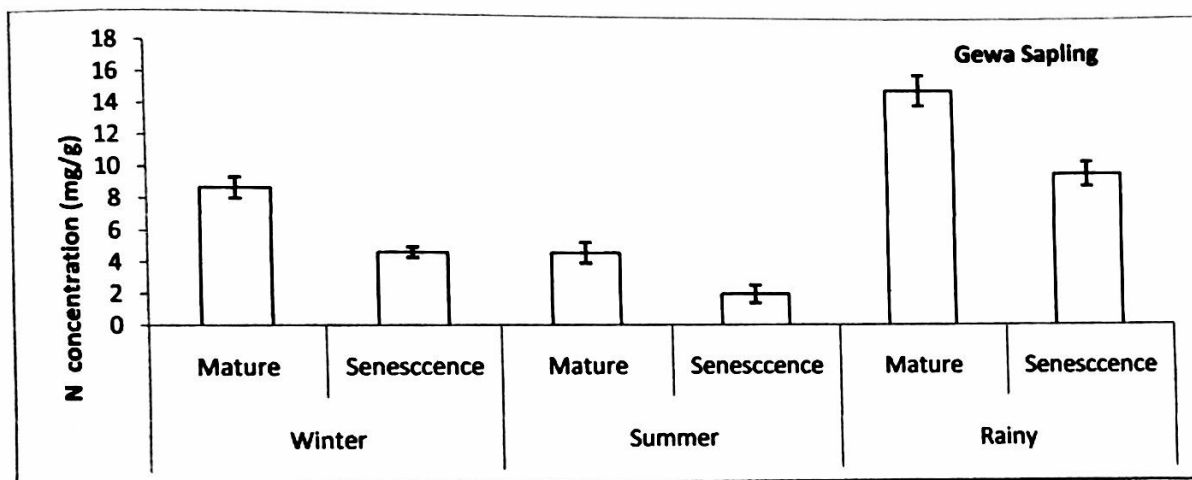 Gewa Sapling
N concentration (mg/g)
18
16
14
12
10
8
6
4
2
0
Mature
Senesccence
Mature
Senesccence
Mature
Senesccence
Winter
Summer
Rainy